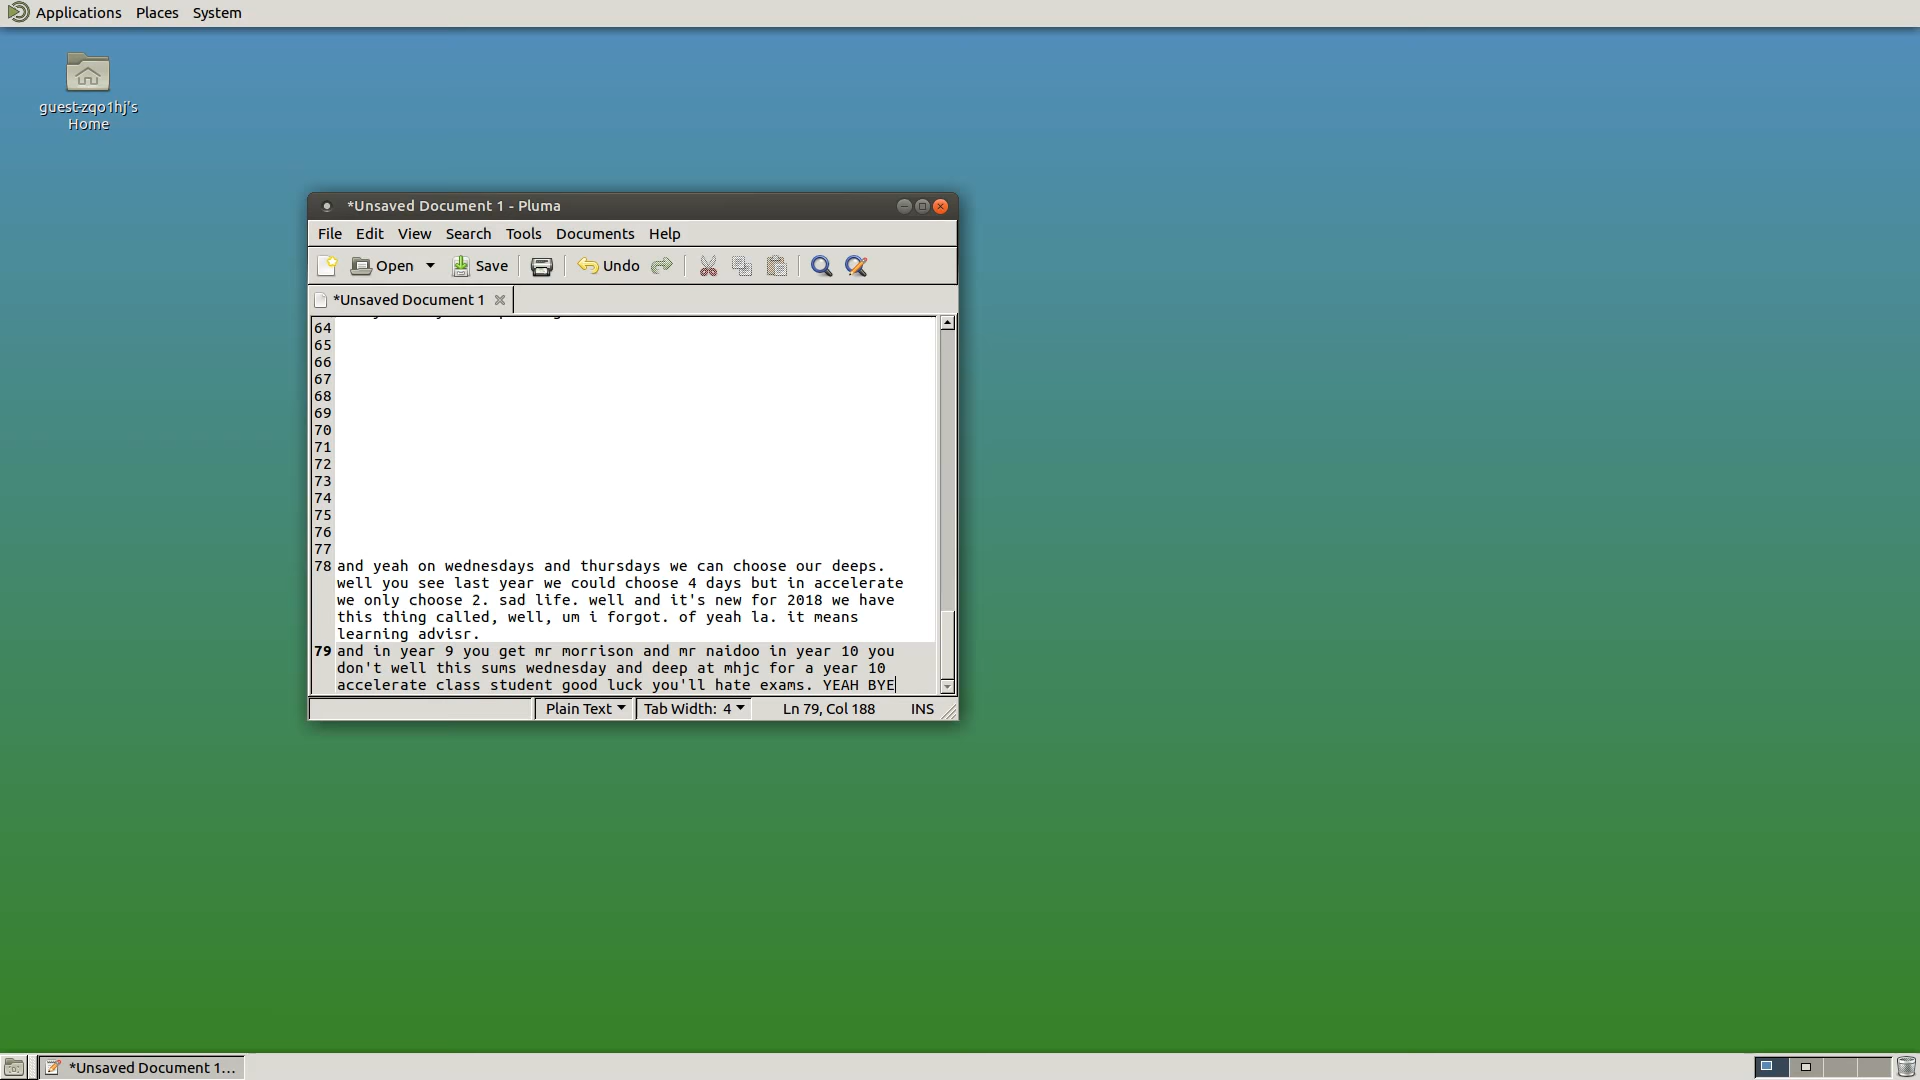 Applications Places System
guest-zqo1hj's
Home
*Unsaved Document 1 - Pluma
File Edit View Search Tools Documents Help
Open Save Undo
*Unsaved Document 1
64
65
66
67
68
69
70
71
72
73
74
75
76
77
78 and yeah on wednesdays and thursdays we can choose our deeps.
well you see last year we could choose 4 days but in accelerate
we only choose 2. sad life. well and it's new for 2018 we have
this thing called, well, um i forgot. of yeah la. it means
learning advisr.
79 and in year 9 you get mr morrison and mr naidoo in year 10 you
don't well this sums wednesday and deep at mhjc for a year 10
accelerate class student good luck you'll hate exams. YEAH BYE
Plain Text Tab Width: 4 Ln 79, Col 188 INS
*Unsaved Document 1...